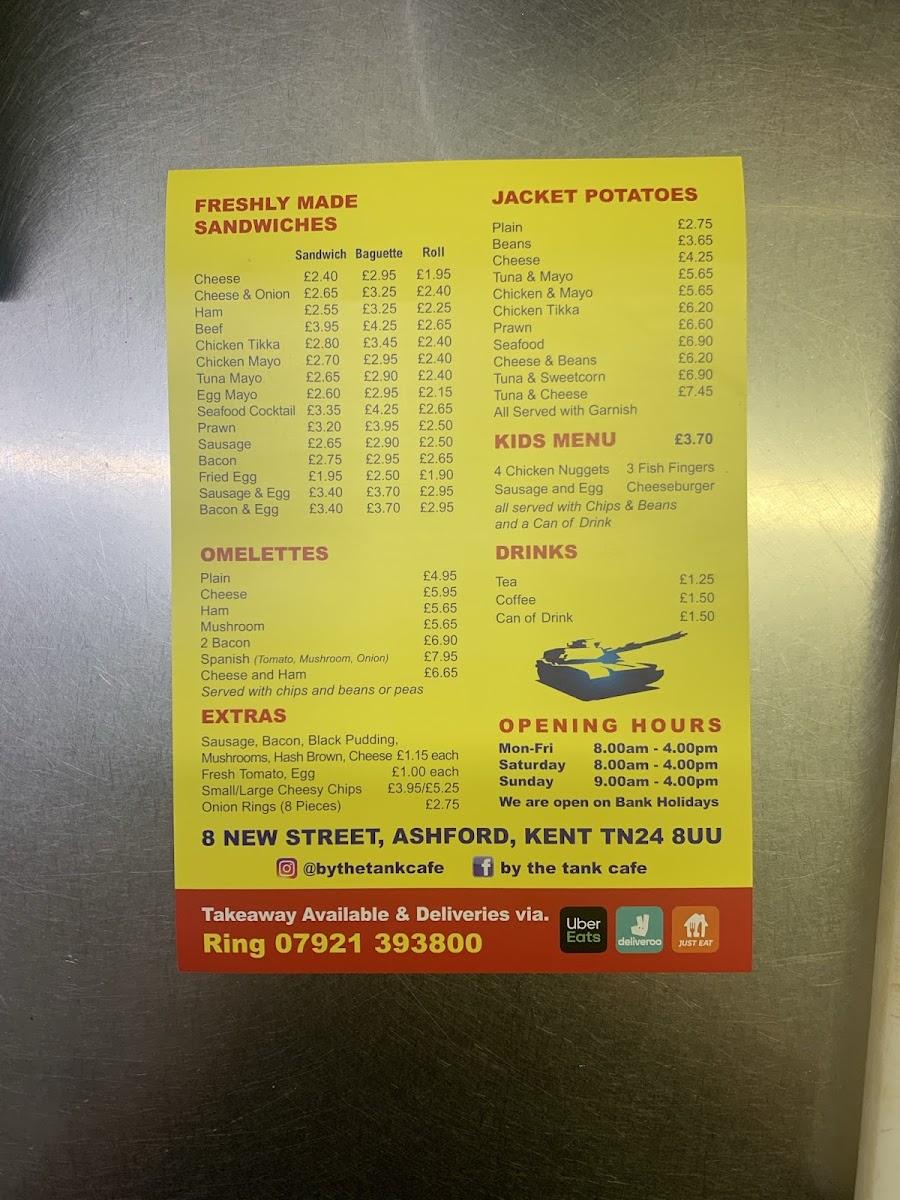 FRESHLY MADE
SANDWICHES
Sandwich Baguette Roll
Cheese £2.40 £2.95 £1.95
Cheese & Onion £2.65 £3.25 £2.40
Ham £2.55 £3.25 £2.25
Beef £3.95 £4.25 £2.65
Chicken Tikka £2.80 £3.45 £2.40
Chicken Mayo £2.70 £2.95 £2.40
Tuna Mayo £2.65 £2.90 £2.40
Egg Mayo £2.60 £2.95 £2.15
Seafood Cocktail £3.35 £4.25 £2.65
Prawn £3.20 £3.95 £2.50
Sausage £2.65 £2.90 £2.50
Bacon £2.75 £2.95 £2.65
Fried Egg £1.95 £2.50 £1.90
Sausage & Egg £3.40 £3.70 £2.95
Bacon & Egg £3.40 £3.70 £2.95
OMELETTES
Plain £4.95
Cheese £5.95
Ham £5.65
Mushroom £5.65
2 Bacon £6.90
Spanish (Tomato, Mushroom, Onion) £7.95
Cheese and Ham £6.65
Served with chips and beans or peas
EXTRAS
Sausage, Bacon, Black Pudding,
Mushrooms, Hash Brown, Cheese £1.15 each
Fresh Tomato, Egg £1.00 each
Small/Large Cheesy Chips £3.95/£5.25
Onion Rings (8 Pieces) £2.75
JACKET POTATOES
Plain £2.75
Beans £3.65
Cheese £4.25
Tuna & Mayo £5.65
Chicken & Mayo £5.65
Chicken Tikka £6.20
Prawn £6.60
Seafood £6.90
Cheese & Beans £6.20
Tuna & Sweetcorn £6.90
Tuna & Cheese £7.45
All Served with Garnish
KIDS MENU £3.70
4 Chicken Nuggets 3 Fish Fingers
Sausage and Egg Cheeseburger
all served with Chips & Beans
and a Can of Drink
DRINKS
Tea £1.25
Coffee £1.50
Can of Drink £1.50
OPENING HOURS
Mon-Fri 8.00am - 4.00pm
Saturday 8.00am - 4.00pm
Sunday 9.00am - 4.00pm
We are open on Bank Holidays
8 NEW STREET, ASHFORD, KENT TN24 8UU
@bythetankcafe f by the tank cafe
Takeaway Available & Deliveries via.
Ring 07921 393800
Uber
Eats
deliveroo
JUST EAT